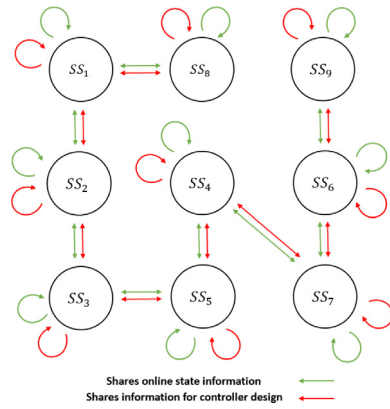 SS₁ SS₈ SS₉
SS₂ SS₄ SS₆
SS₃ SS₅ SS₇
Shares online state information
Shares information for controller design